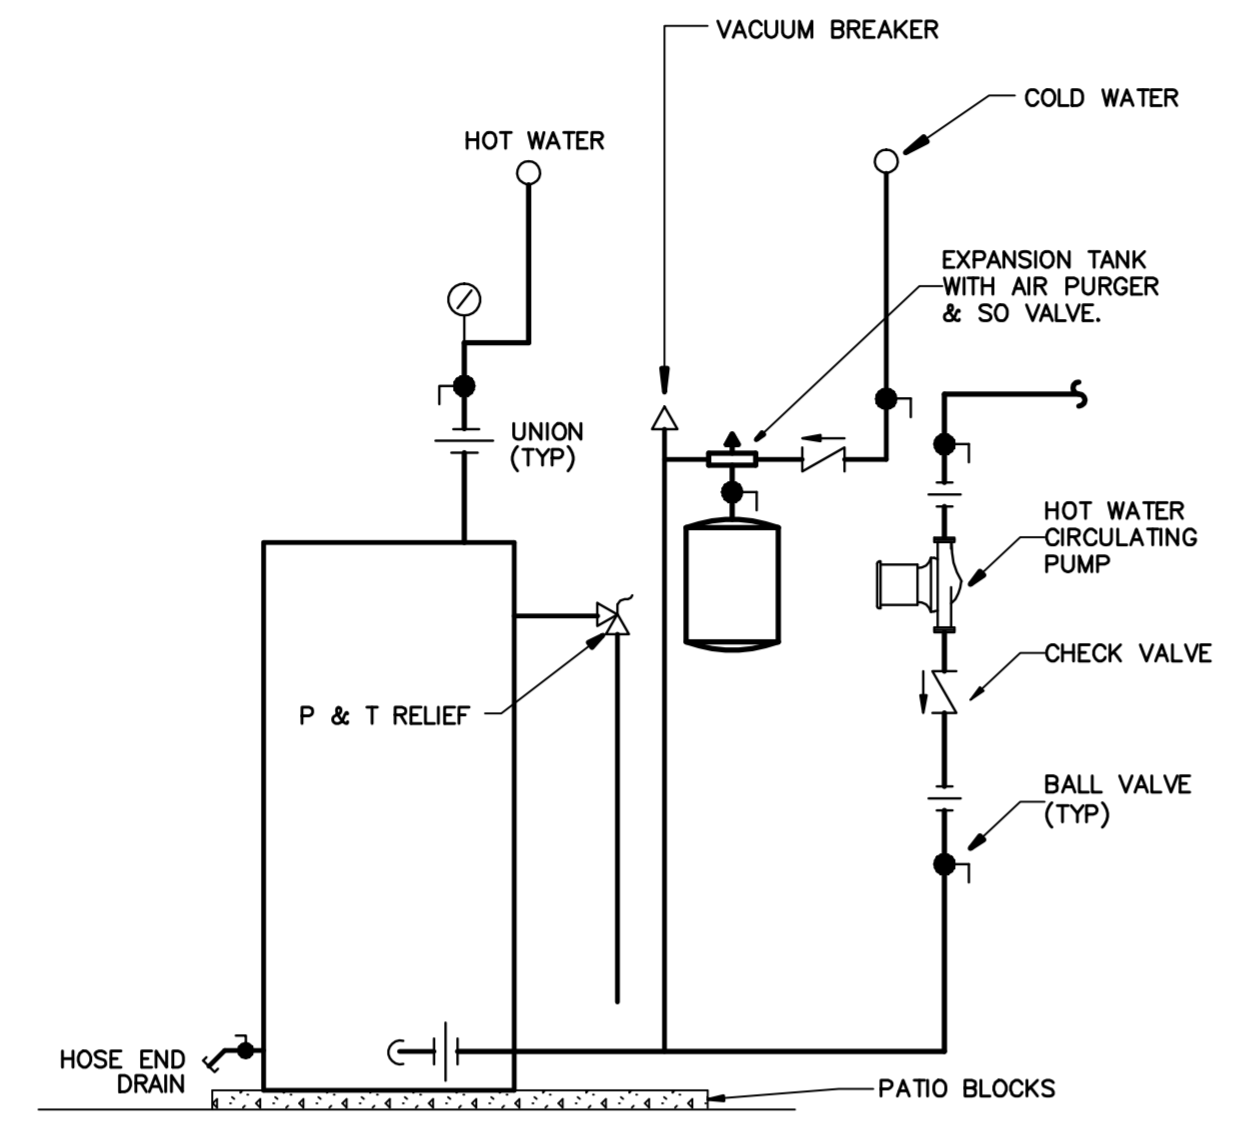 VACUUM BREAKER
COLD WATER
HOT WATER
EXPANSION TANK
WITH AIR PURGER
& SO VALVE.
UNION
(TYP)
HOT WATER
CIRCULATING
PUMP
CHECK VALVE
P & T RELIEF
BALL VALVE
(TYP)
HOSE END
DRAIN
PATIO BLOCKS